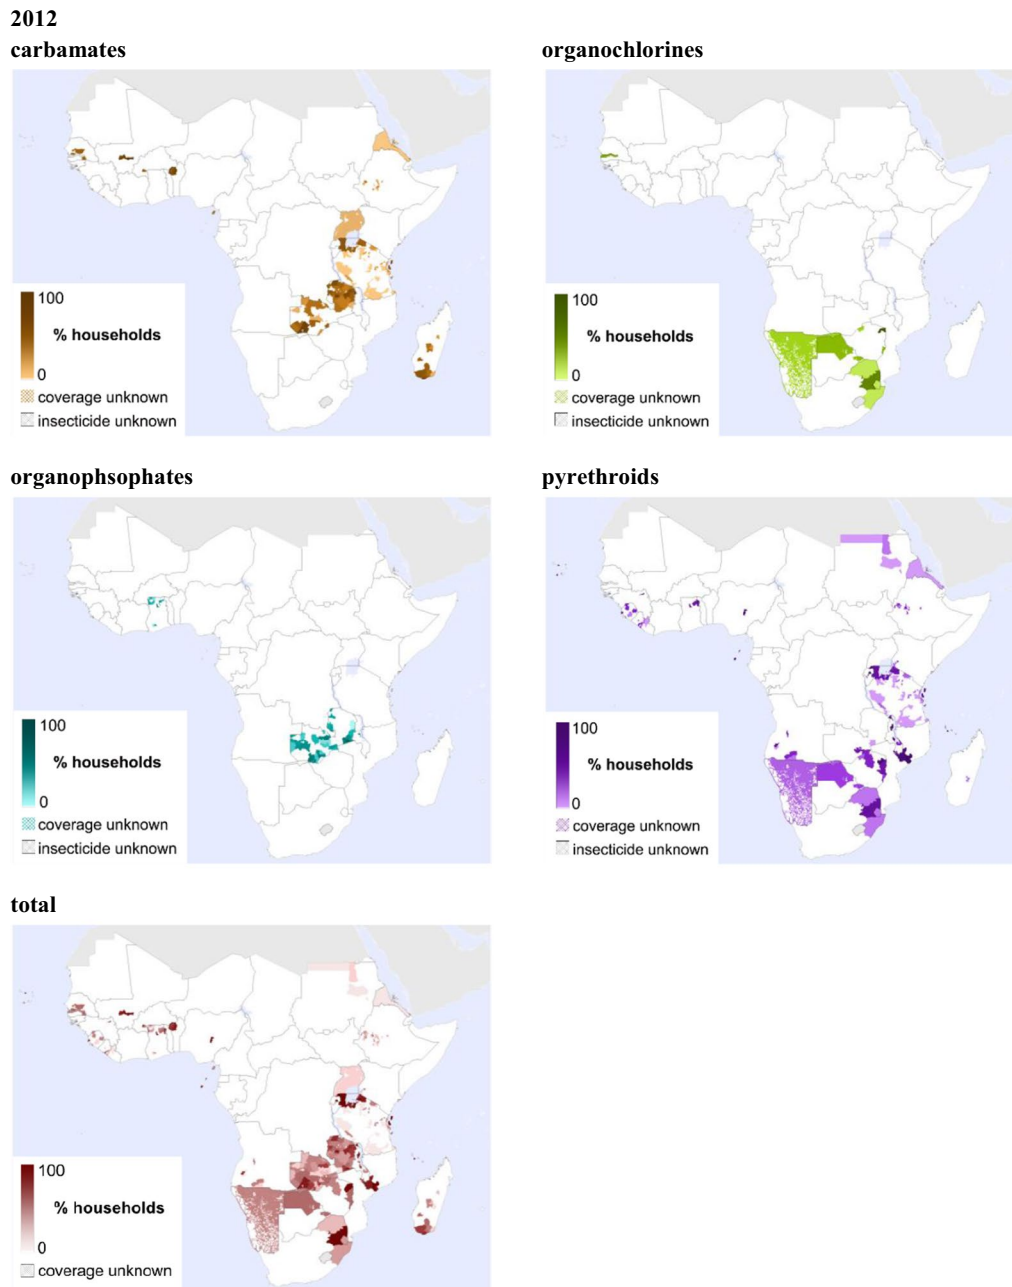 2012
carbamates
organochlorines
100
% households
0
coverage unknown
insecticide unknown
100
% households
0
coverage unknown
insecticide unknown
organophsophates
pyrethroids
100
% households
0
coverage unknown
insecticide unknown
100
% households
0
coverage unknown
insecticide unknown
total
100
% households
0
coverage unknown